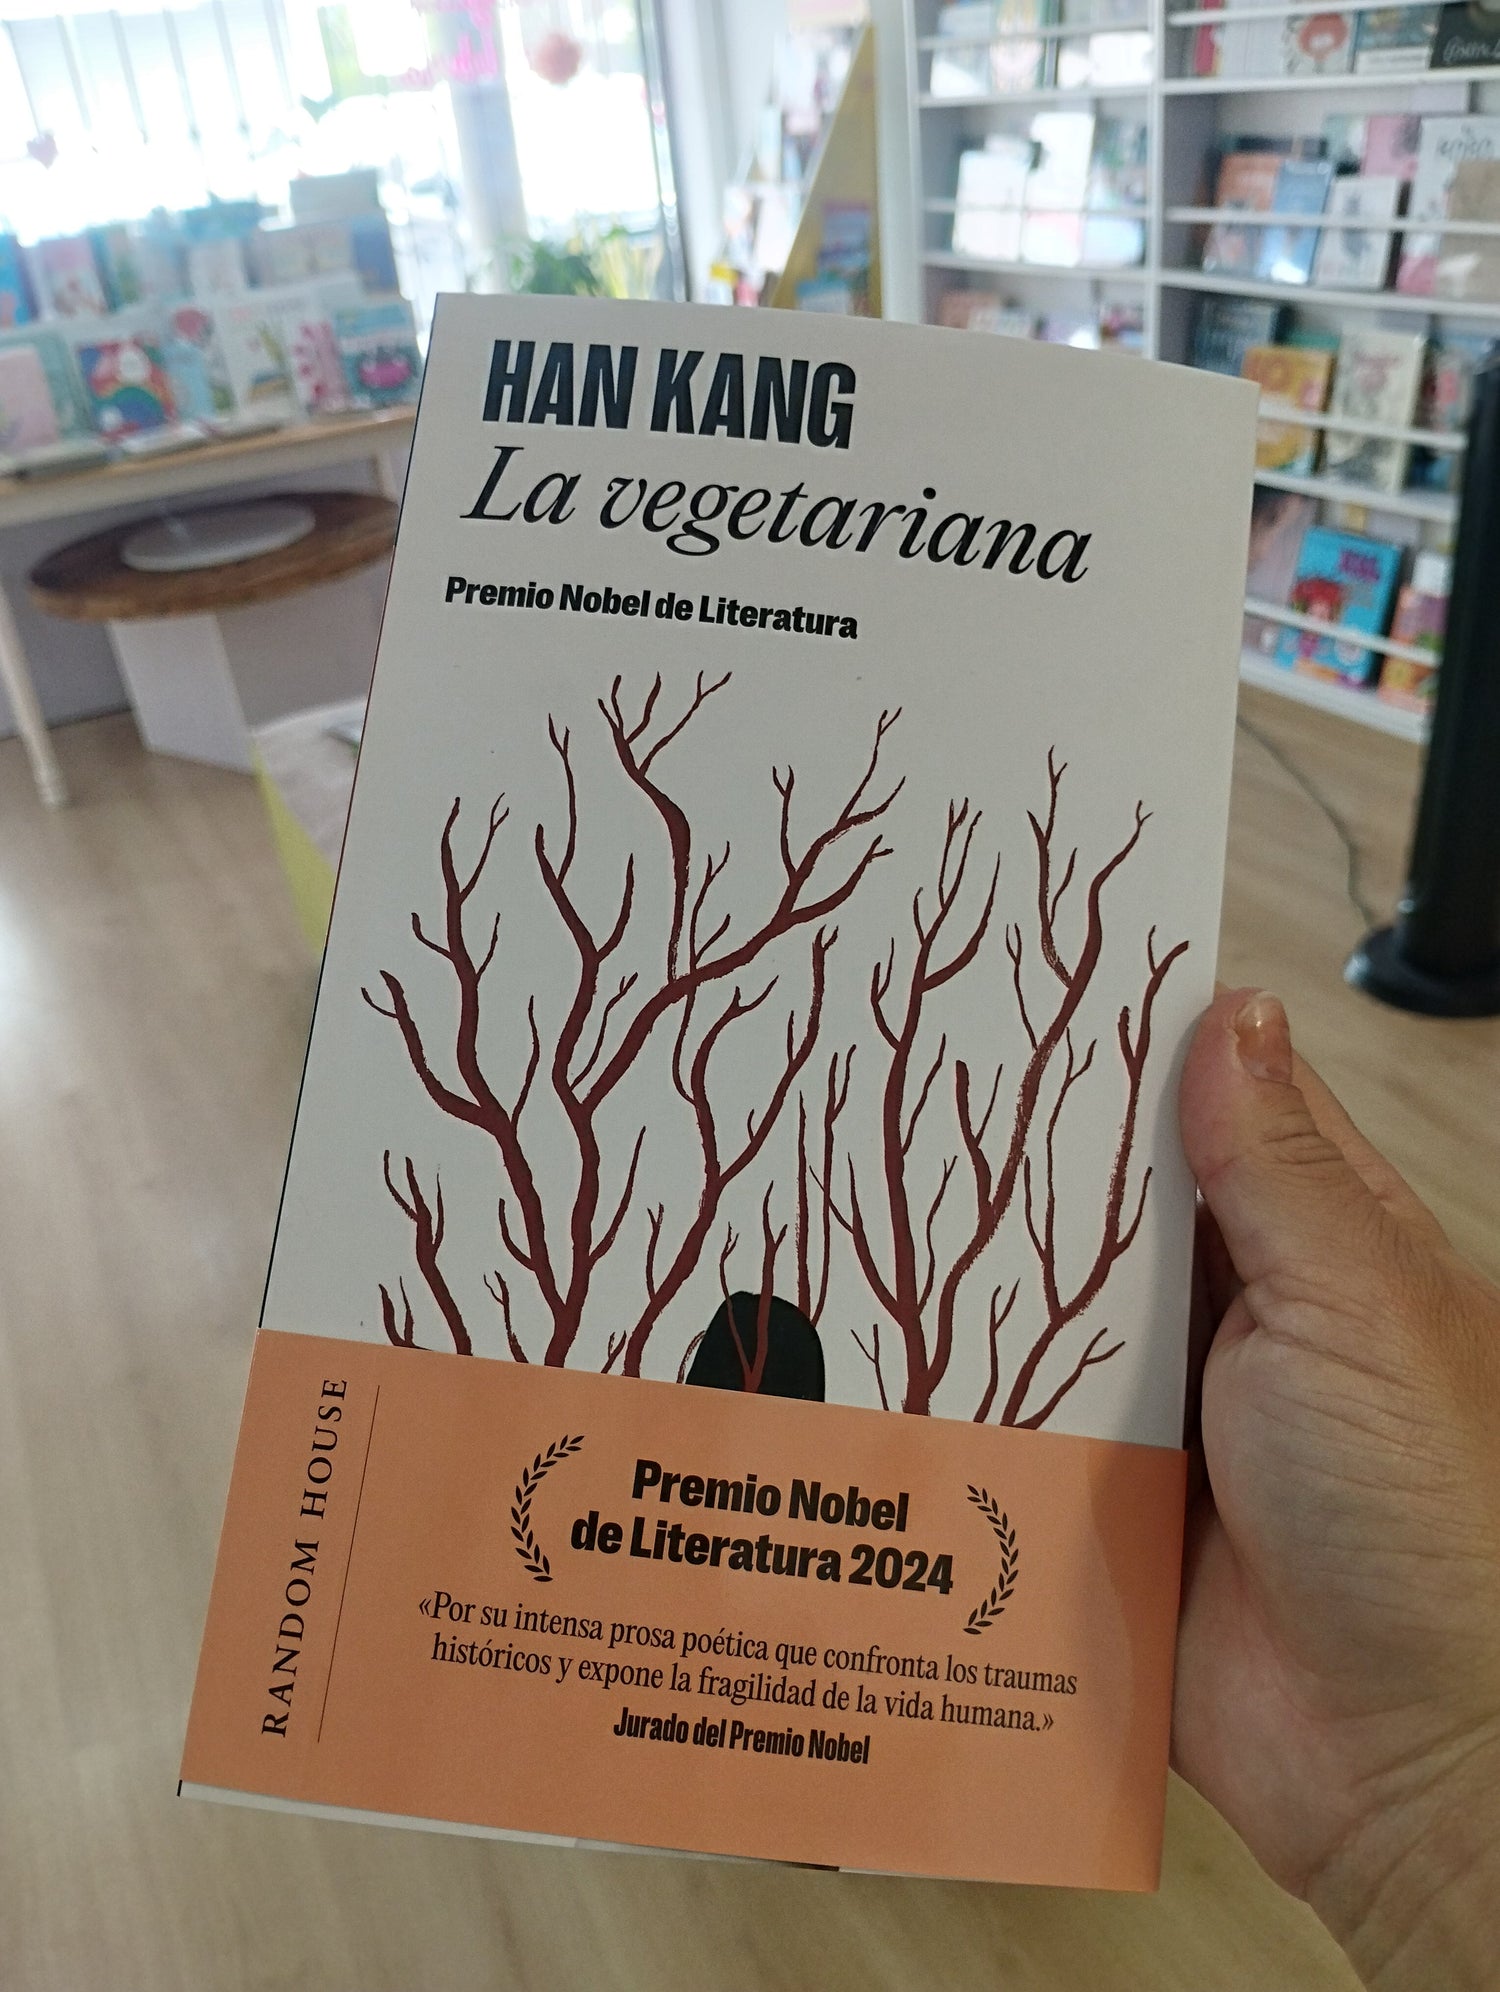 HAN KANG
La vegetariana
Premio Nobel de Literatura
RANDOM HOUSE
Premio Nobel
de Literatura 2024
«Por su intensa prosa poética que confronta los traumas
históricos y expone la fragilidad de la vida humana.»
Jurado del Premio Nobel